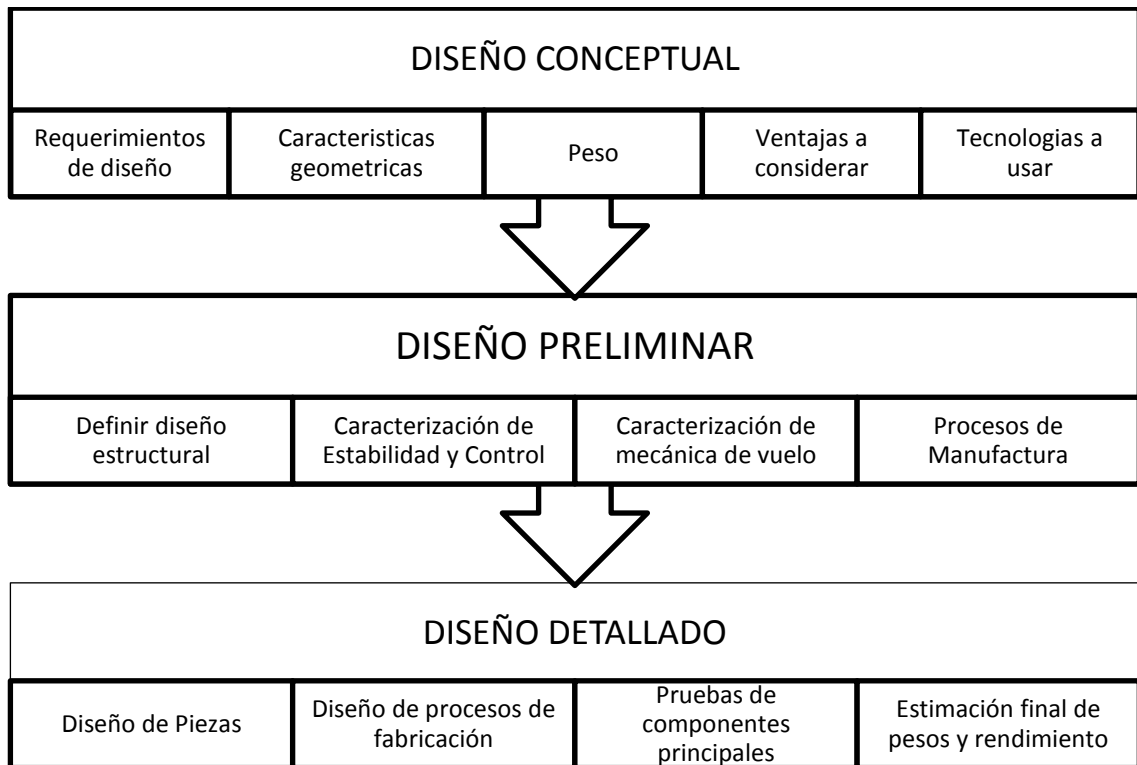 DISEÑO CONCEPTUAL
Requerimientos
de diseño
Caracteristicas
geometricas
Peso
Ventajas a
considerar
Tecnologias a
usar
DISEÑO PRELIMINAR
Definir diseño
estructural
Caracterización de
Estabilidad y Control
Caracterización de
mecánica de vuelo
Procesos de
Manufactura
DISEÑO DETALLADO
Diseño de Piezas
Diseño de procesos de
fabricación
Pruebas de
componentes
principales
Estimación final de
pesos y rendimiento